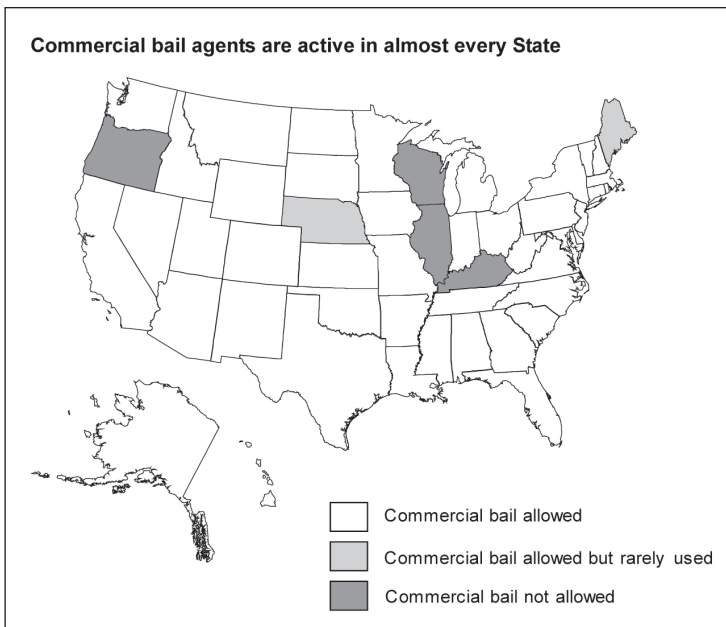 Commercial bail agents are active in almost every State
Commercial bail allowed
Commercial bail allowed but rarely used
Commercial bail not allowed